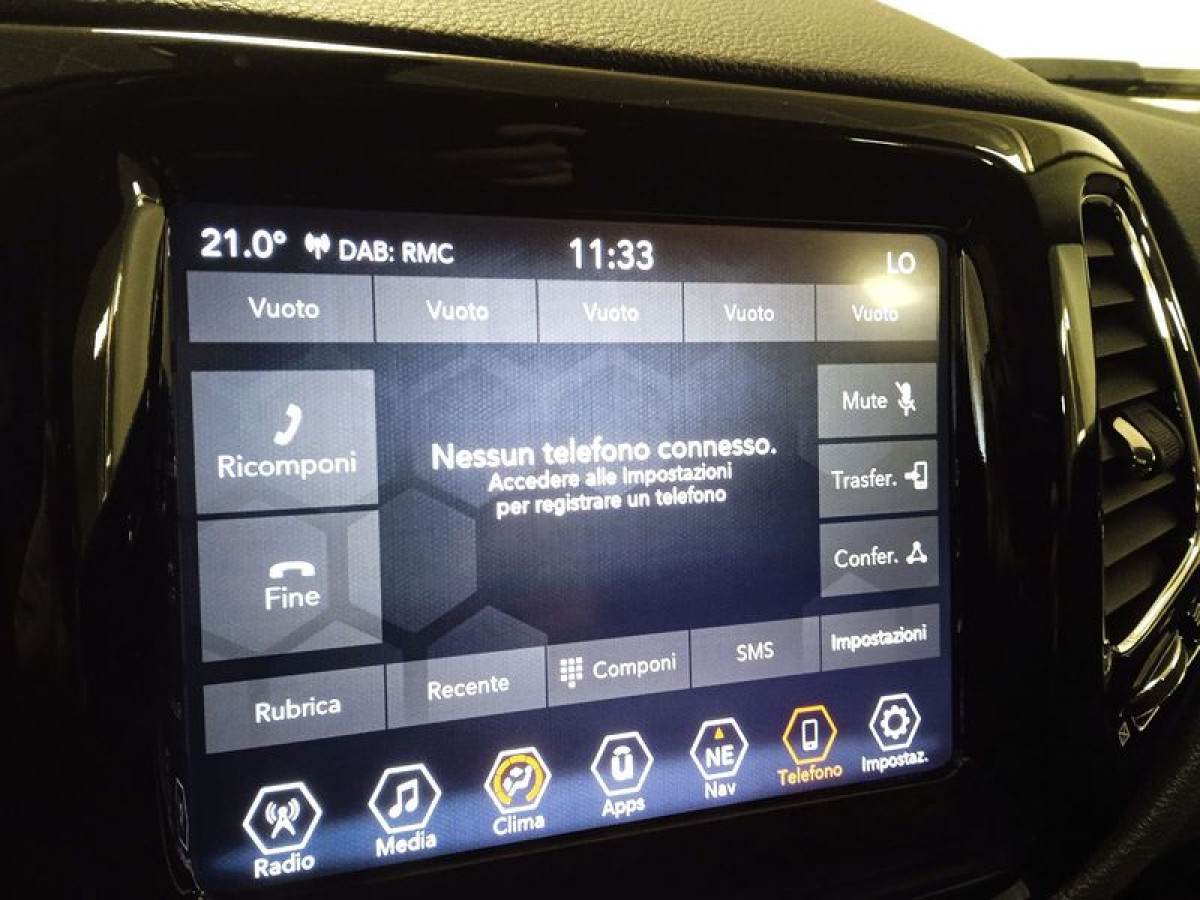 21.0° DAB: RMC 11:33 LO
Vuoto Vuoto Vuoto Vuoto Vuoto
Ricomponi
Fine
Nessun telefono connesso.
Accedere alle Impostazioni
per registrare un telefono
Mute
Trasfer.
Confer.
Rubrica Recente Componi SMS Impostazioni
Radio Media Clima Apps NE Nav Telefono Impostaz.